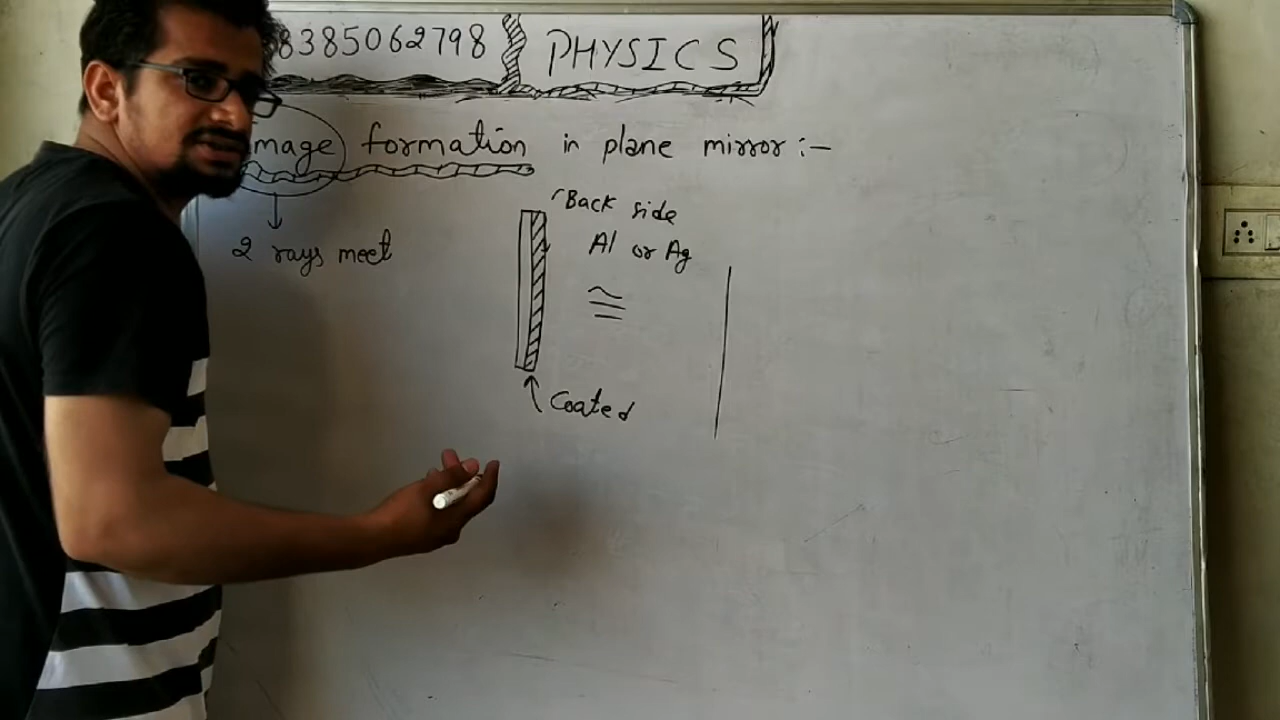 8385062798 PHYSICS
Image formation in plane mirror :-
2 rays meet
Back side
Al or Ag
≅
Coated